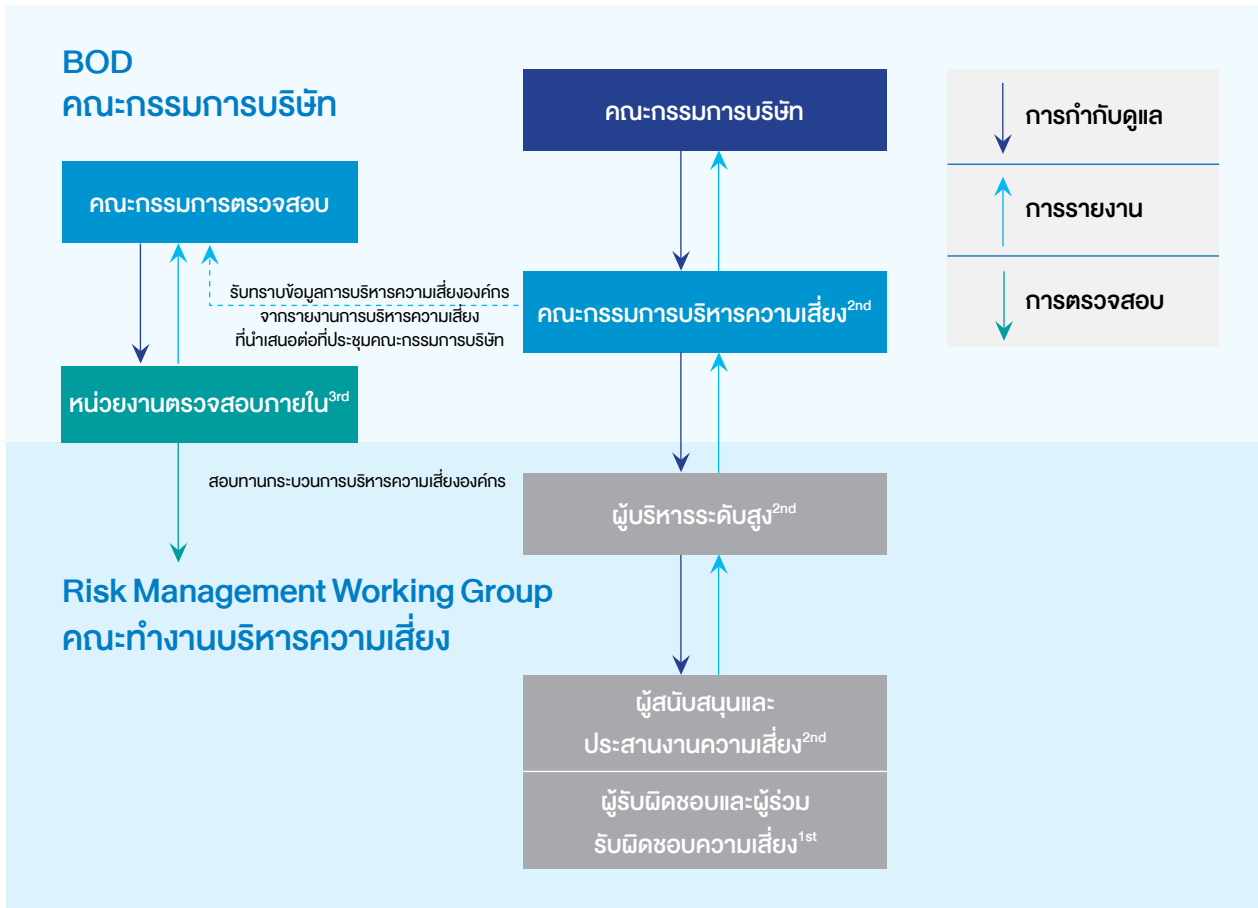 BOD
คณะกรรมการบริษัท
คณะกรรมการบริษัท
การกำกับดูแล
การรายงาน
การตรวจสอบ
คณะกรรมการตรวจสอบ
รับทราบข้อมูลการบริหารความเสี่ยงองค์กร
จากรายงานการบริหารความเสี่ยง
ที่นำเสนอต่อที่ประชุมคณะกรรมการบริษัท
คณะกรรมการบริหารความเสี่ยง2nd
หน่วยงานตรวจสอบภายใน3rd
สอบทานกระบวนการบริหารความเสี่ยงองค์กร
ผู้บริหารระดับสูง2nd
Risk Management Working Group
คณะทำงานบริหารความเสี่ยง
ผู้สนับสนุนและ
ประสานงานความเสี่ยง2nd
ผู้รับผิดชอบและผู้ร่วม
รับผิดชอบความเสี่ยง1st